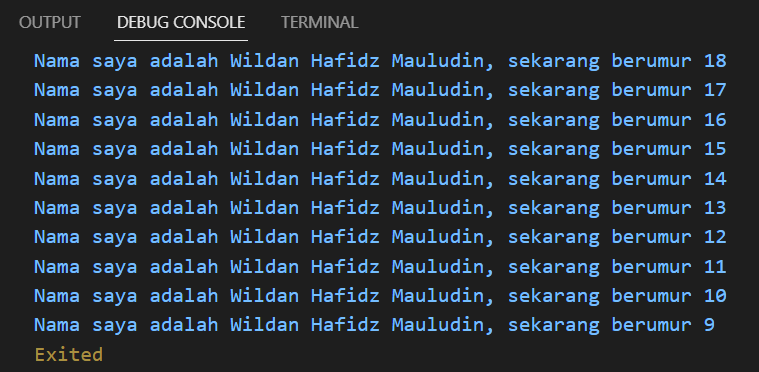 OUTPUT DEBUG CONSOLE TERMINAL
Nama saya adalah Wildan Hafidz Mauludin, sekarang berumur 18
Nama saya adalah Wildan Hafidz Mauludin, sekarang berumur 17
Nama saya adalah Wildan Hafidz Mauludin, sekarang berumur 16
Nama saya adalah Wildan Hafidz Mauludin, sekarang berumur 15
Nama saya adalah Wildan Hafidz Mauludin, sekarang berumur 14
Nama saya adalah Wildan Hafidz Mauludin, sekarang berumur 13
Nama saya adalah Wildan Hafidz Mauludin, sekarang berumur 12
Nama saya adalah Wildan Hafidz Mauludin, sekarang berumur 11
Nama saya adalah Wildan Hafidz Mauludin, sekarang berumur 10
Nama saya adalah Wildan Hafidz Mauludin, sekarang berumur 9
Exited